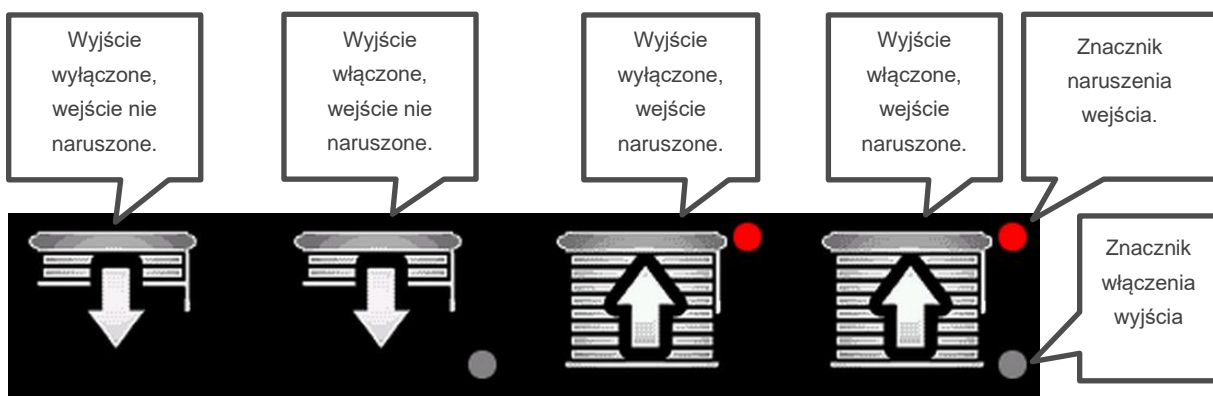 Wyjście
wyłączone,
wejście nie
naruszone.
Wyjście
włączone,
wejście nie
naruszone.
Wyjście
wyłączone,
wejście
naruszone.
Wyjście
włączone,
wejście
naruszone.
Znacznik
naruszenia
wejścia.
Znacznik
włączenia
wyjścia